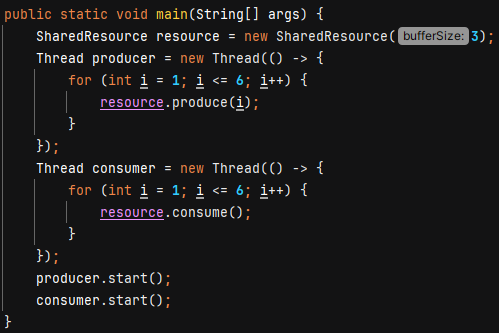 public static void main(String[] args) {
    SharedResource resource = new SharedResource( bufferSize: 3);
    Thread producer = new Thread(() -> {
        for (int i = 1; i <= 6; i++) {
            resource.produce(i);
        }
    });
    Thread consumer = new Thread(() -> {
        for (int i = 1; i <= 6; i++) {
            resource.consume();
        }
    });
    producer.start();
    consumer.start();
}